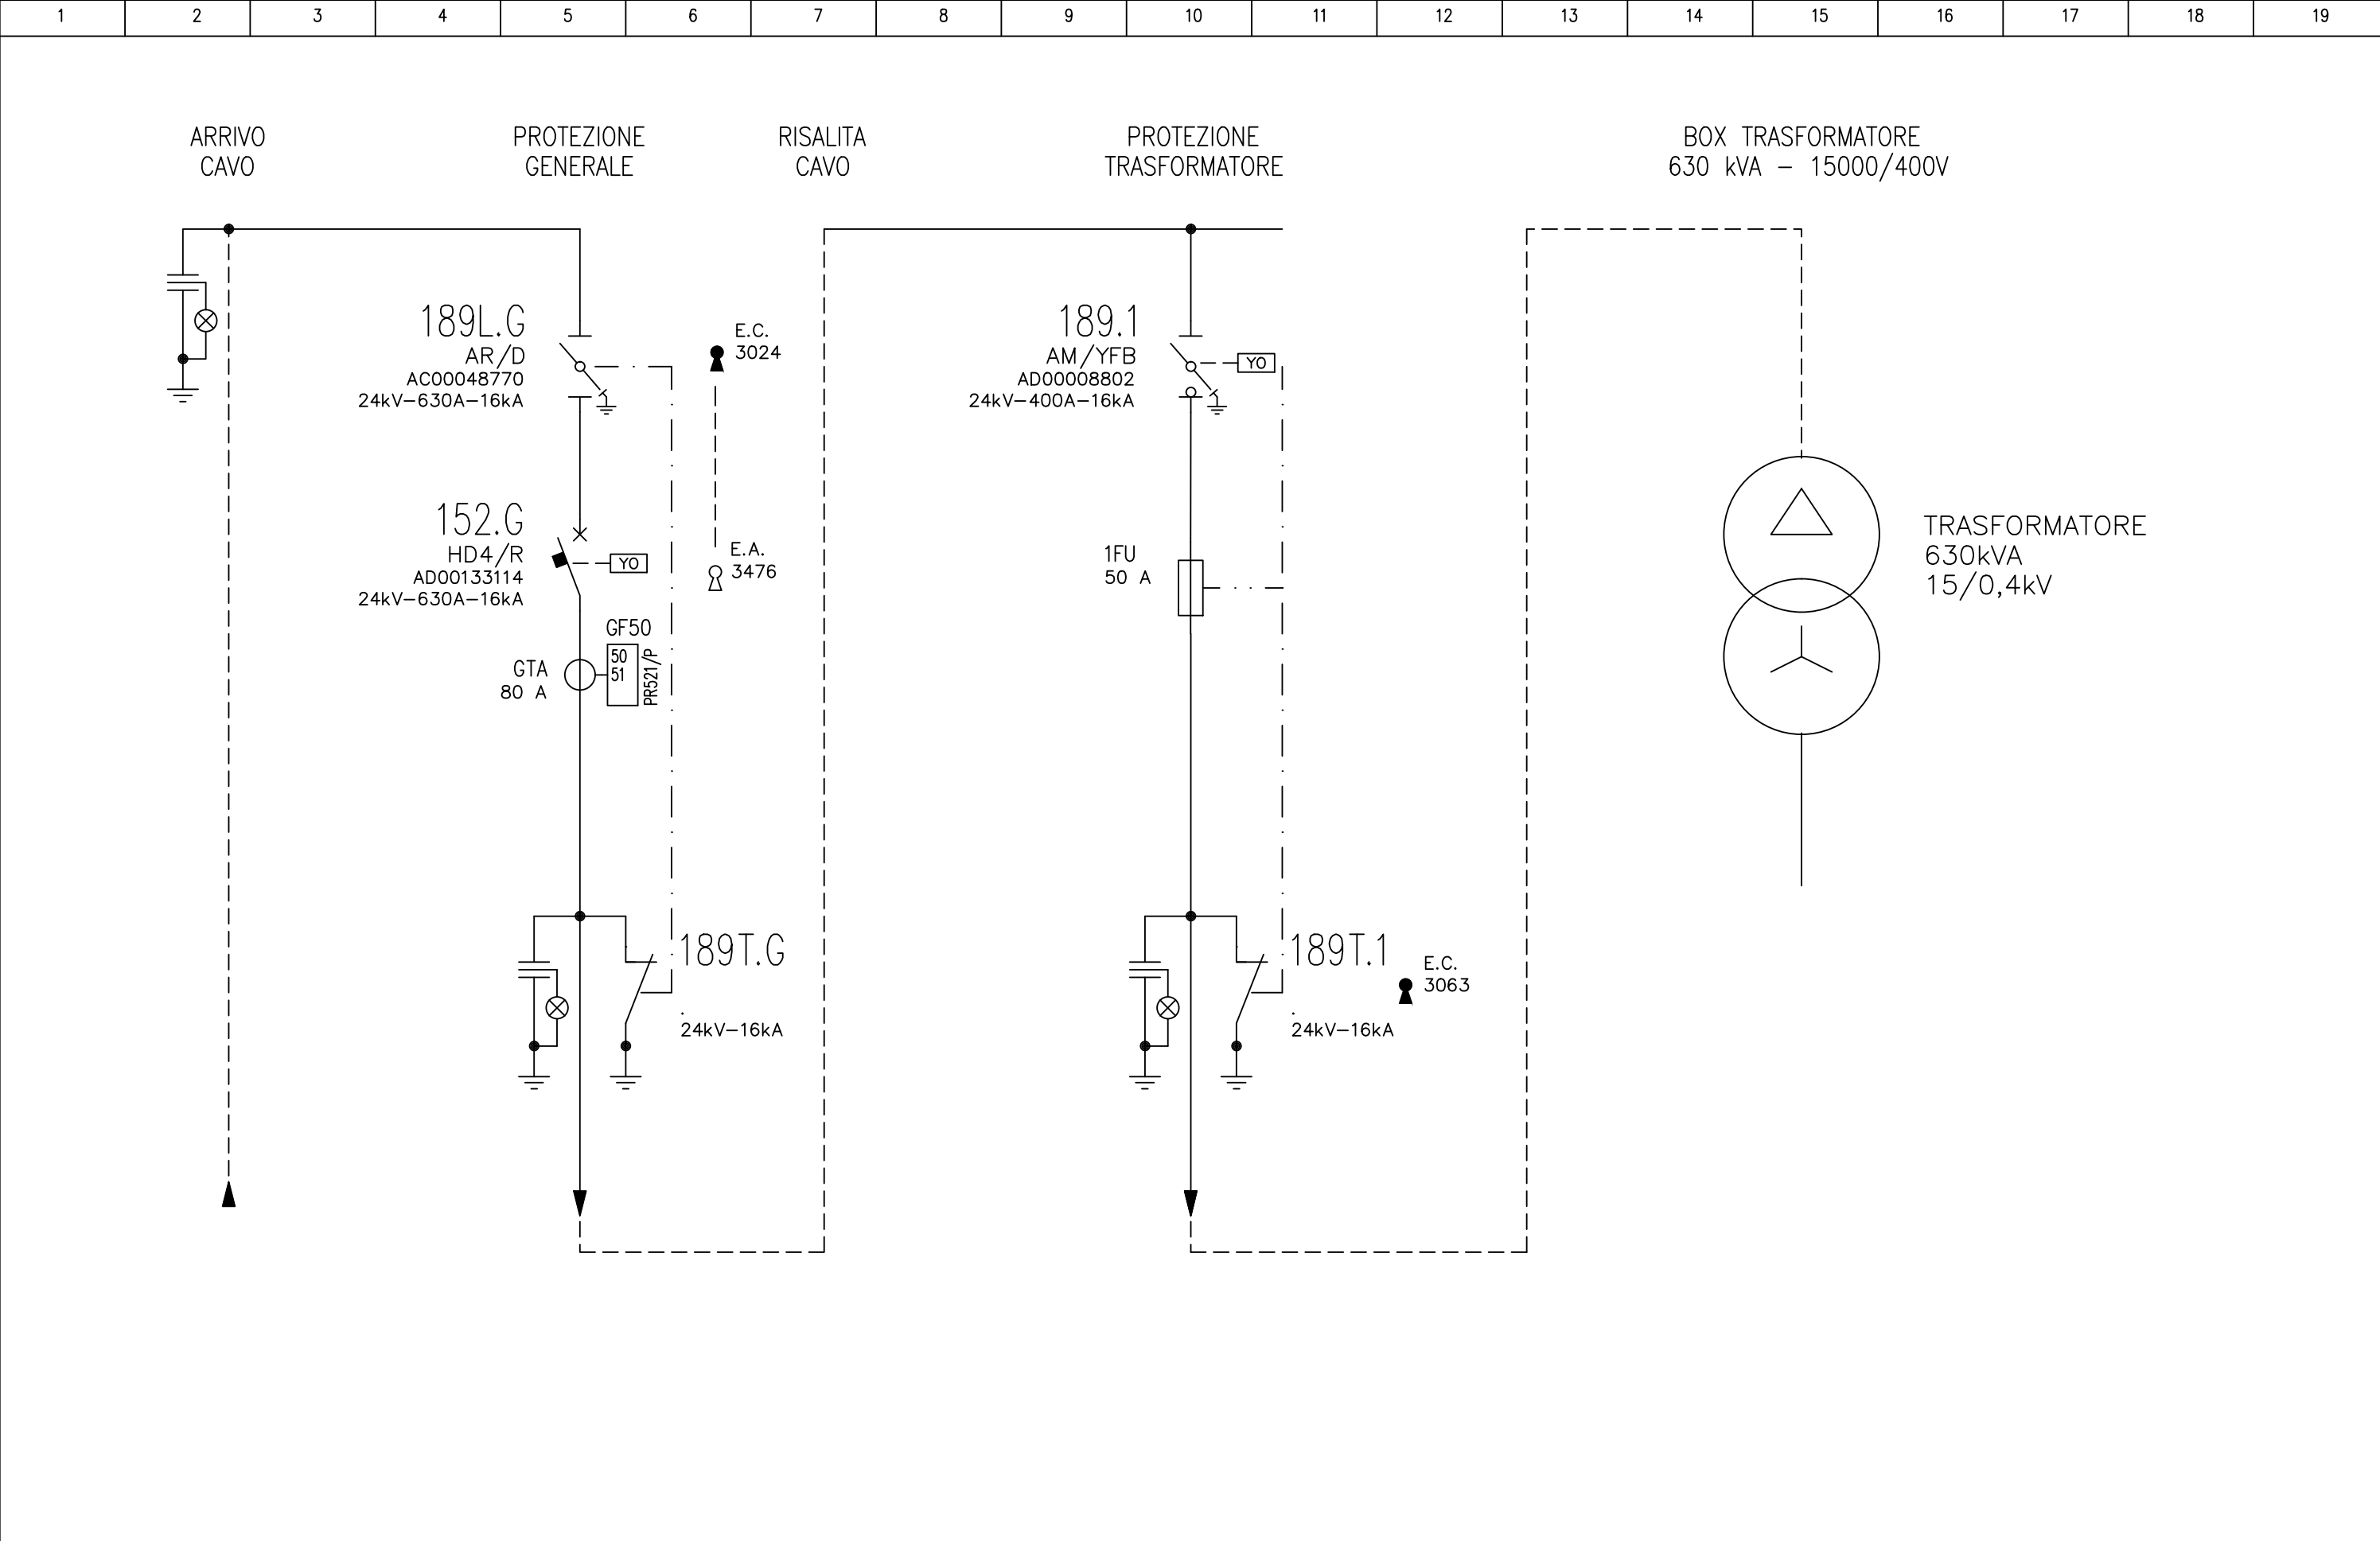 1
2
3
4
5
6
7
8
9
10
11
12
13
14
15
16
17
18
19
ARRIVO
CAVO
PROTEZIONE
GENERALE
RISALITA
CAVO
PROTEZIONE
TRASFORMATORE
BOX TRASFORMATORE
630 kVA - 15000/400V
189L.G
AR/D
AC00048770
24kV-630A-16kA
E.C.
3024
152.G
HD4/R
AD00133114
24kV-630A-16kA
YO
E.A.
3476
GF50
50
51
PR521/P
GTA
80 A
189T.G
.
24kV-16kA
189.1
AM/YFB
AD00008802
24kV-400A-16kA
YO
1FU
50 A
189T.1
.
24kV-16kA
E.C.
3063
TRASFORMATORE
630kVA
15/0,4kV